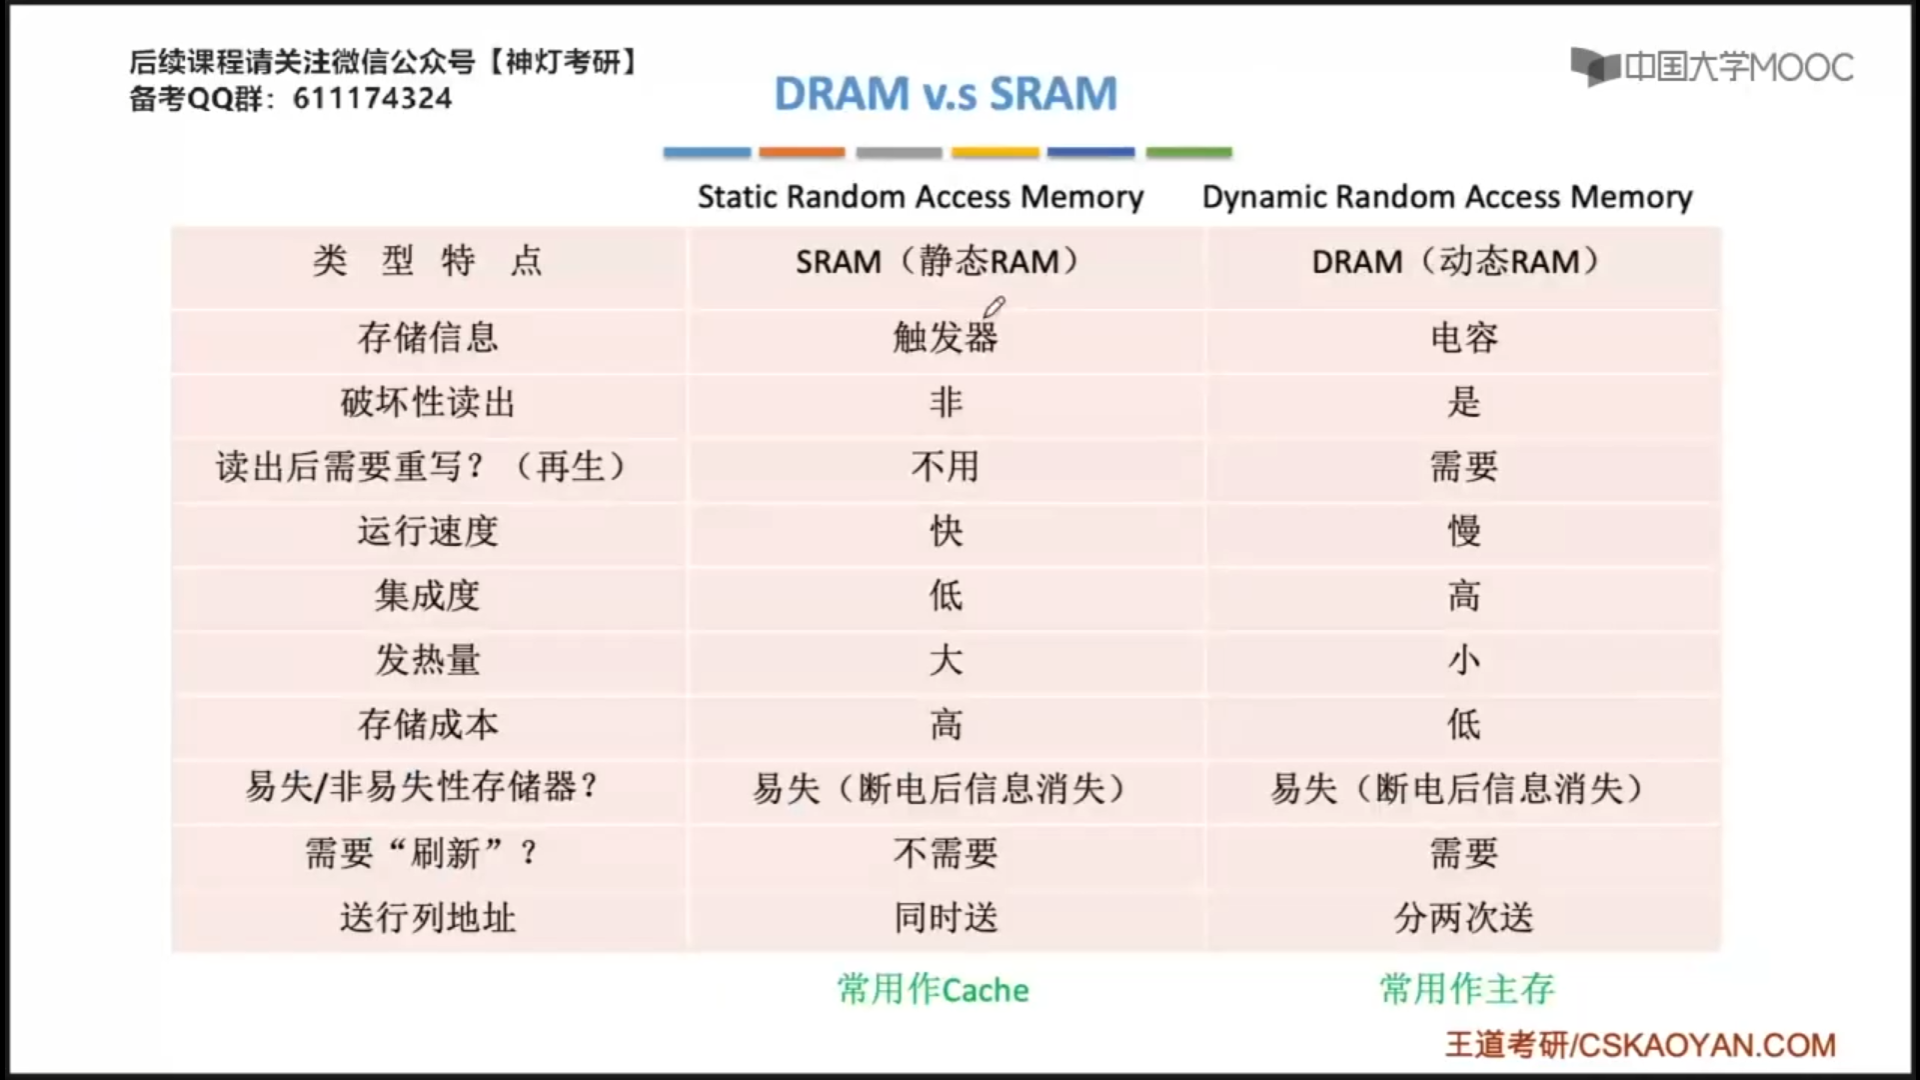 后续课程请关注微信公众号【神灯考研】
备考QQ群：611174324
中国大学MOOC
DRAM v.s SRAM
Static Random Access Memory
Dynamic Random Access Memory
类 型 特 点 SRAM（静态RAM） DRAM（动态RAM）
存储信息 触发器 电容
破坏性读出 非 是
读出后需要重写？（再生） 不用 需要
运行速度 快 慢
集成度 低 高
发热量 大 小
存储成本 高 低
易失/非易失性存储器？ 易失（断电后信息消失） 易失（断电后信息消失）
需要“刷新”？ 不需要 需要
送行列地址 同时送 分两次送
常用作Cache 常用作主存
王道考研/CSKAOYAN.COM